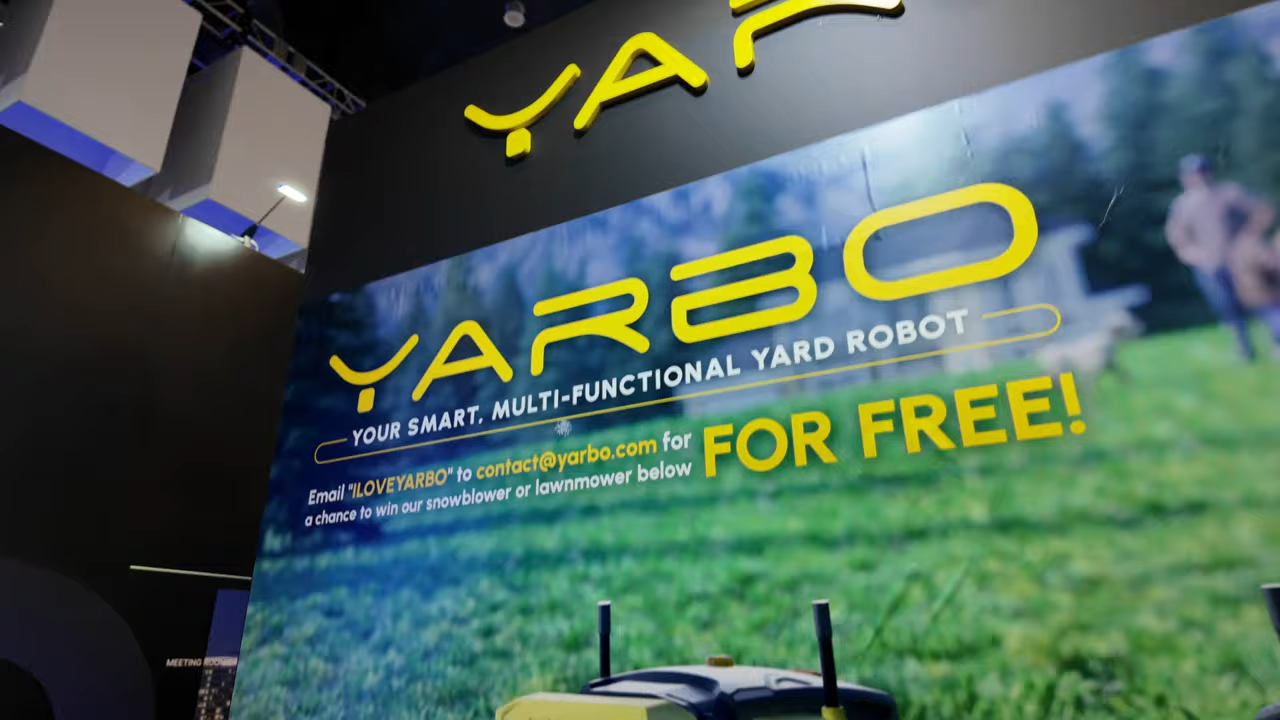 YAR
YARBO
YOUR SMART, MULTI-FUNCTIONAL YARD ROBOT
Email "ILOVEYARBO" to contact@yarbo.com for
a chance to win our snowblower or lawnmower below
FOR FREE!
MEETING ROOM